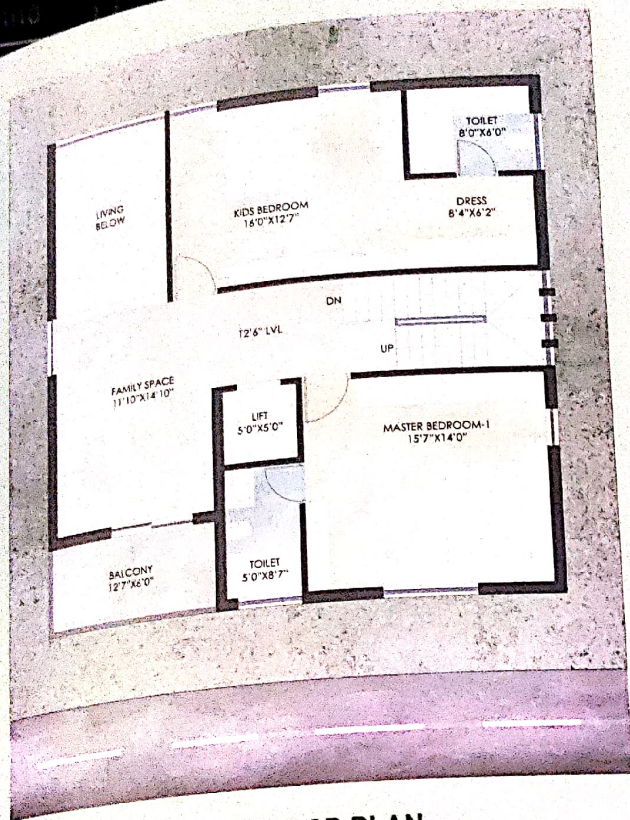 TOILET
8'0"X6'0"
LIVING
BELOW
KIDS BEDROOM
16'0"X12'7"
DRESS
8'4"X6'2"
DN
12'6" LVL
UP
FAMILY SPACE
11'10"X14'10"
LIFT
5'0"X5'0"
MASTER BEDROOM-1
15'7"X14'0"
BALCONY
12'7"X6'0"
TOILET
5'0"X8'7"
PLAN